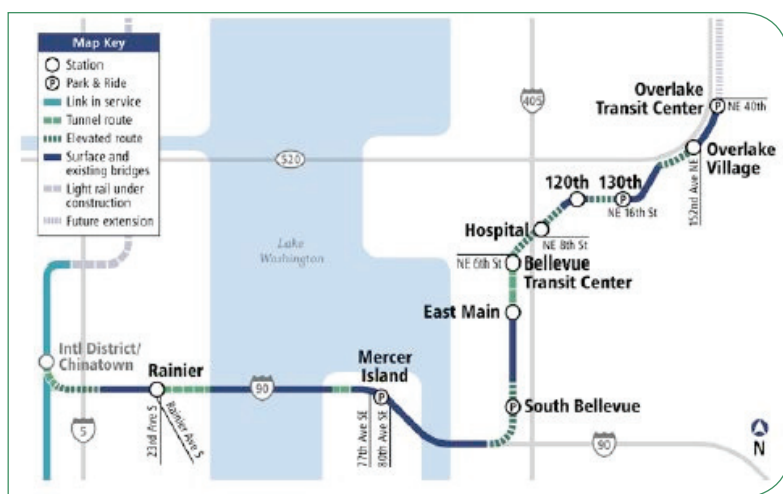 Map Key
Station
P Park & Ride
Link in service
Tunnel route
Elevated route
Surface and
existing bridges
Light rail under
construction
Future extension
405
Overlake
Transit Center
P
NE 40th
520
Overlake
Village
152nd Ave NE
120th
130th
P
NE 16th St
Hospital
NE 8th St
Lake
Washington
NE 6th St
Bellevue
Transit Center
East Main
Intl District/
Chinatown
Rainier
Mercer
Island
90
P
South Bellevue
P
5
23rd Ave S
Rainier Ave S
77th Ave SE
80th Ave SE
90
N